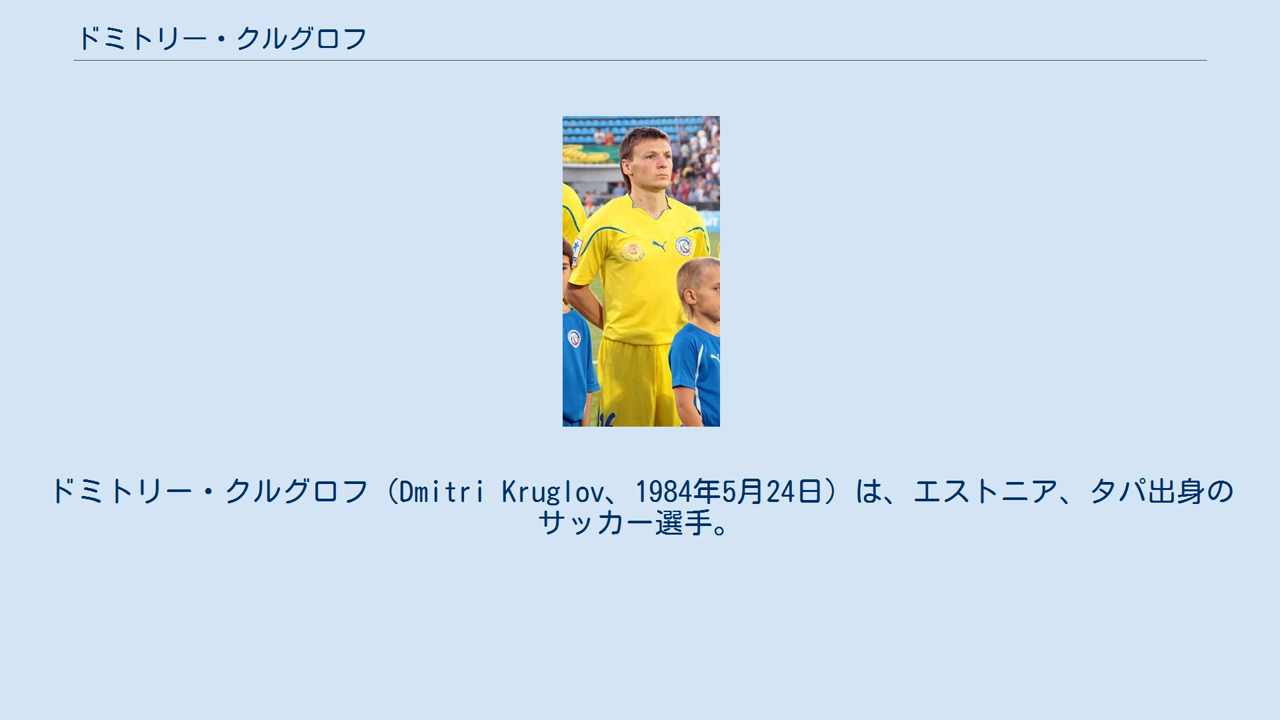 ドミトリー・クルグロフ
ドミトリー・クルグロフ（Dmitri Kruglov、1984年5月24日）は、エストニア、タパ出身の
サッカー選手。